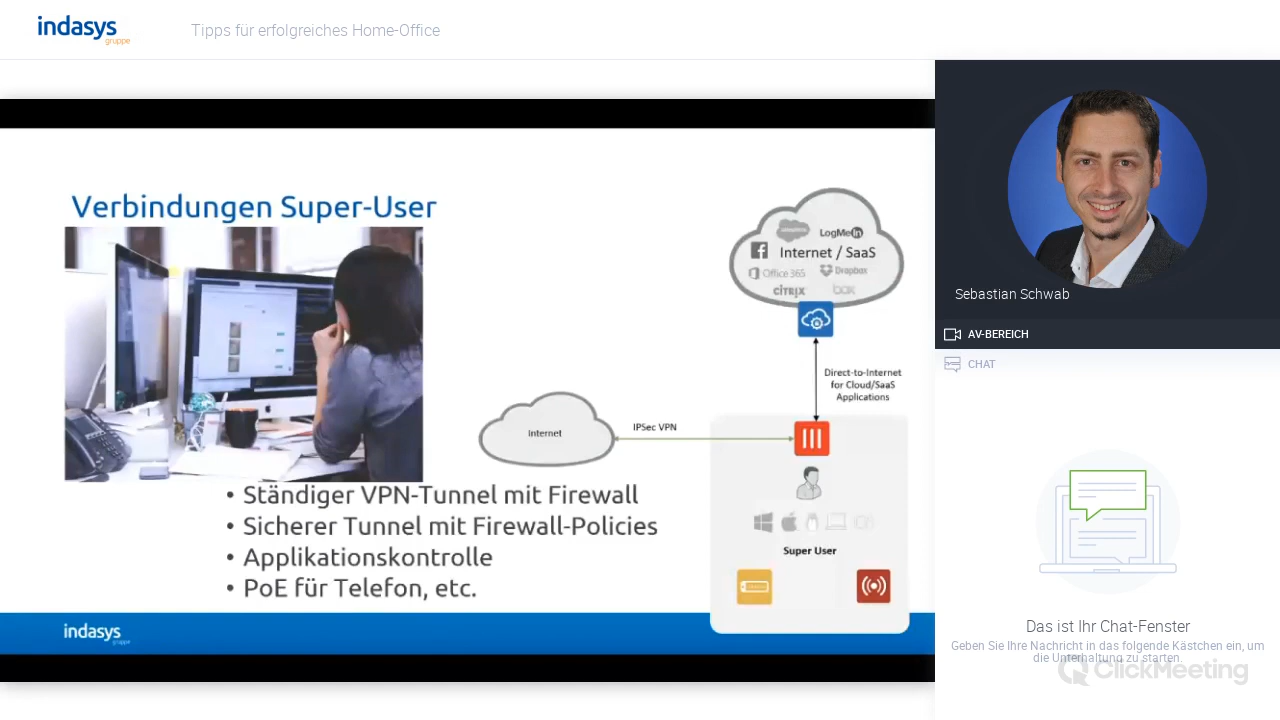 indasys
gruppe
Tipps für erfolgreiches Home-Office
Verbindungen Super-User
LogMeIn
Internet / SaaS
Office 365
Dropbox
citrix
box
Direct-to-Internet
for Cloud/SaaS
Applications
Internet
IPSec VPN
Super User
• Ständiger VPN-Tunnel mit Firewall
• Sicherer Tunnel mit Firewall-Policies
• Applikationskontrolle
• PoE für Telefon, etc.
indasys
gruppe
Sebastian Schwab
AV-BEREICH
CHAT
Das ist Ihr Chat-Fenster
Geben Sie Ihre Nachricht in das folgende Kästchen ein, um
die Unterhaltung zu starten.
ClickMeeting